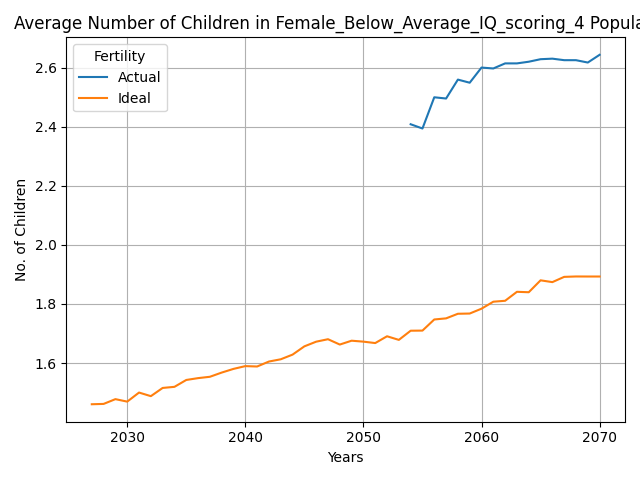 Average Number of Children in Female_Below_Average_IQ_scoring_4 Popula
Fertility
Actual
Ideal
No. of Children
2.6
2.4
2.2
2.0
1.8
1.6
2030 2040 2050 2060 2070
Years